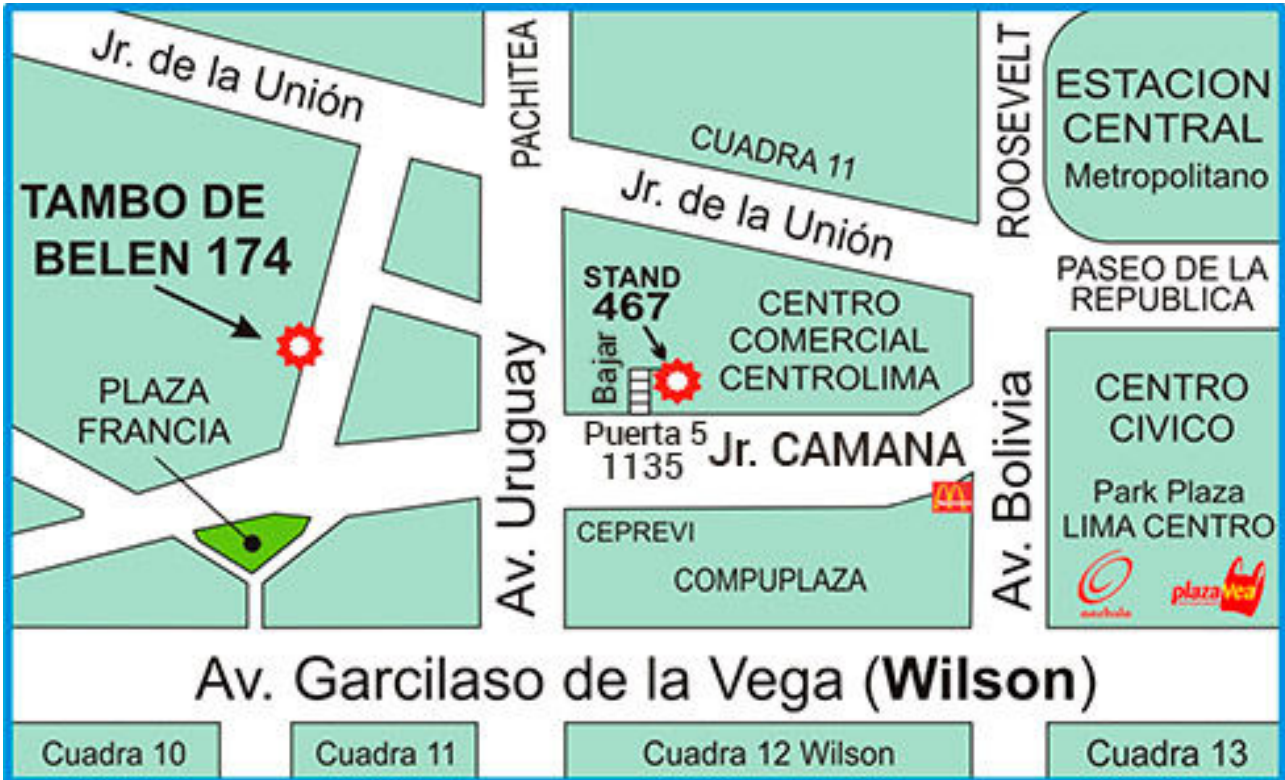 Jr. de la Unión
PACHITEA
CUADRA 11
Jr. de la Unión
ROOSEVELT
ESTACION
CENTRAL
Metropolitano
TAMBO DE
BELEN 174
STAND
467
Bajar
CENTRO
COMERCIAL
CENTROLIMA
PASEO DE LA
REPUBLICA
PLAZA
FRANCIA
Av. Uruguay
Puerta 5
1135
Jr. CAMANA
Av. Bolivia
CENTRO
CIVICO
Park Plaza
LIMA CENTRO
CEPREVI
COMPUPLAZA
plaza vea
Av. Garcilaso de la Vega (Wilson)
Cuadra 10
Cuadra 11
Cuadra 12 Wilson
Cuadra 13